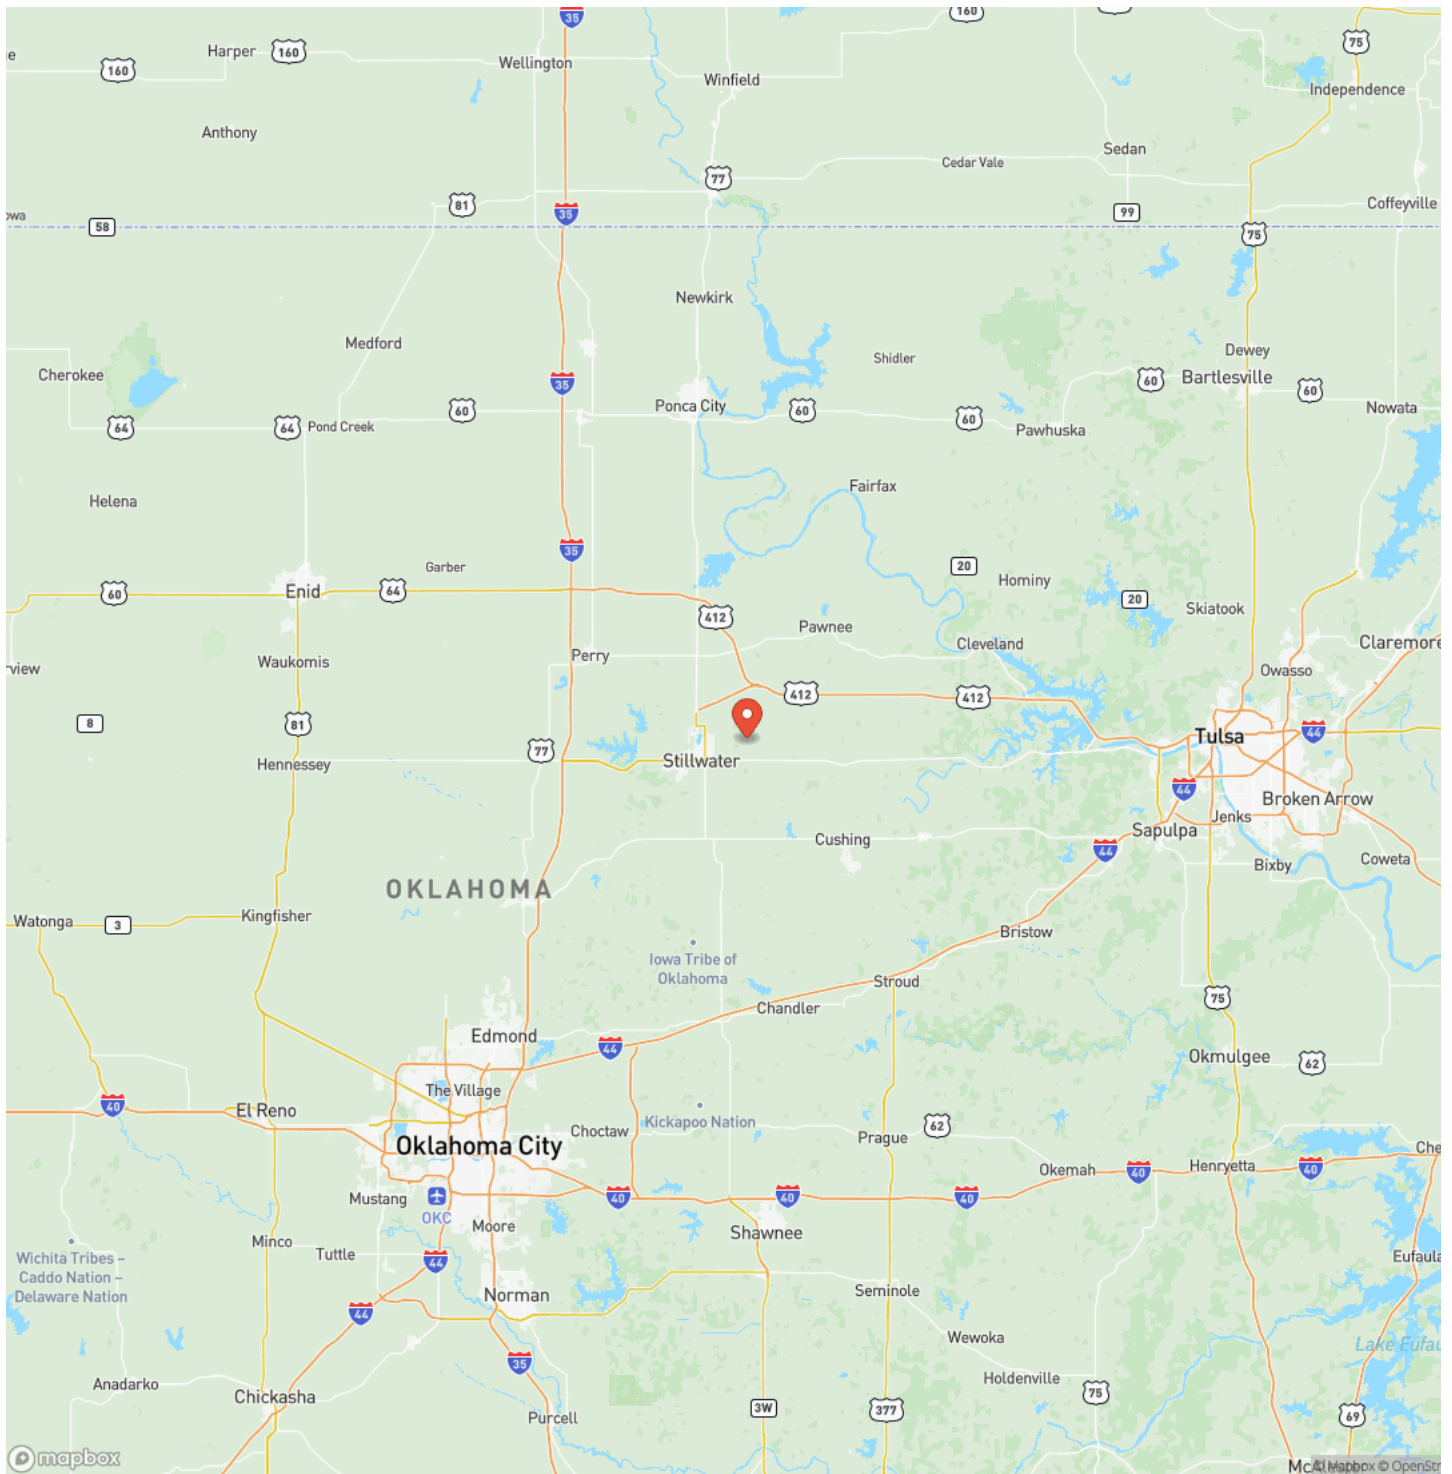 35
160
Harper
160
e
Wellington
75
160
Winfield
Independence
Anthony
Sedan
Cedar Vale
77
Coffeyville
81
owa
35
99
58
75
Newkirk
Medford
Dewey
Shidler
Cherokee
35
60
Bartlesville
60
Ponca City
60
60
60
Nowata
64
64
Pond Creek
Pawhuska
Fairfax
Helena
35
Garber
20
Hominy
60
Enid
64
20
Skiatook
412
Pawnee
Cleveland
Claremore
Perry
Waukomis
rview
Owasso
412
412
8
81
44
Tulsa
77
Stillwater
Hennessey
44
Broken Arrow
Jenks
Sapulpa
Cushing
44
Bixby
Coweta
OKLAHOMA
Kingfisher
Watonga
3
Bristow
Iowa Tribe of
Oklahoma
Stroud
75
Chandler
Edmond
44
Okmulgee
62
The Village
40
El Reno
Kickapoo Nation
62
Choctaw
Prague
Oklahoma City
Che
Henryetta
40
Okemah
40
40
40
40
Mustang
OKC
Moore
Shawnee
Minco
Tuttle
44
Wichita Tribes –
Caddo Nation –
Delaware Nation
Eufaula
Seminole
Norman
44
Wewoka
Lake Eufau
35
Holdenville
Anadarko
75
Chickasha
3W
377
69
Purcell
mapbox
© Mapbox © OpenStr